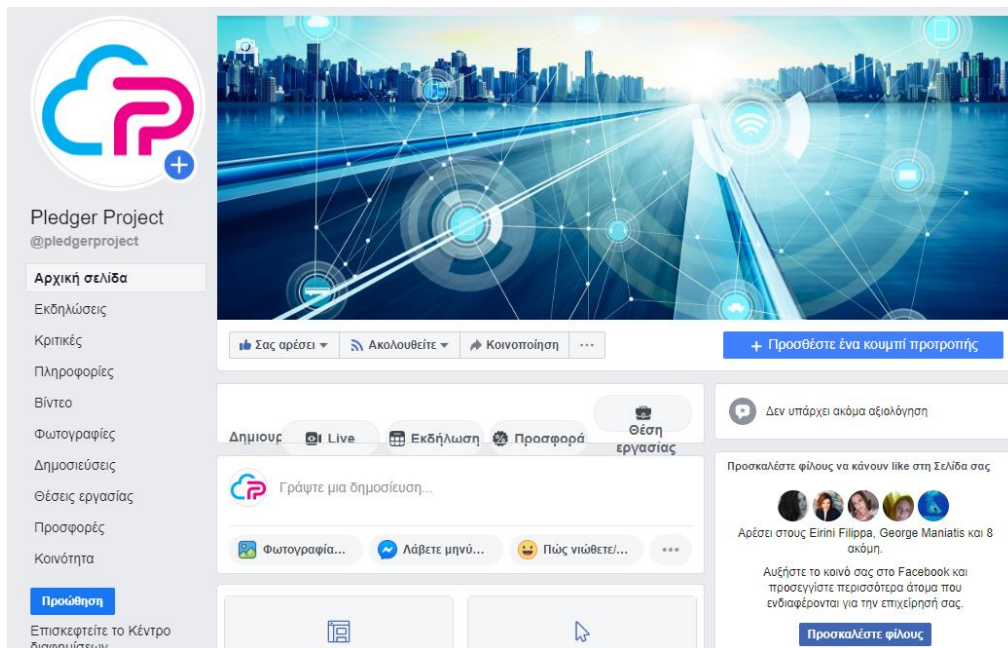 Pledger Project
@pledgerproject
Αρχική σελίδα
Εκδηλώσεις
Κριτικές
Πληροφορίες
Βίντεο
Φωτογραφίες
Δημοσιεύσεις
Θέσεις εργασίας
Προσφορές
Κοινότητα
Προώθηση
Επισκεφτείτε το Κέντρο
διαφημίσεων
Σας αρέσει
Ακολουθείτε
Κοινοποίηση
...
+ Προσθέστε ένα κουμπί προτροπής
Δημιουρ
Live
Εκδήλωση
Προσφορά
Θέση
εργασίας
Γράψτε μια δημοσίευση...
Φωτογραφία...
Λάβετε μηνύ...
Πώς νιώθετε/...
...
Δεν υπάρχει ακόμα αξιολόγηση
Προσκαλέστε φίλους να κάνουν like στη Σελίδα σας
Αρέσει στους Eirini Filippa, George Maniatis και 8
ακόμη.
Αυξήστε το κοινό σας στο Facebook και
προσεγγίστε περισσότερα άτομα που
ενδιαφέρονται για την επιχείρησή σας.
Προσκαλέστε φίλους